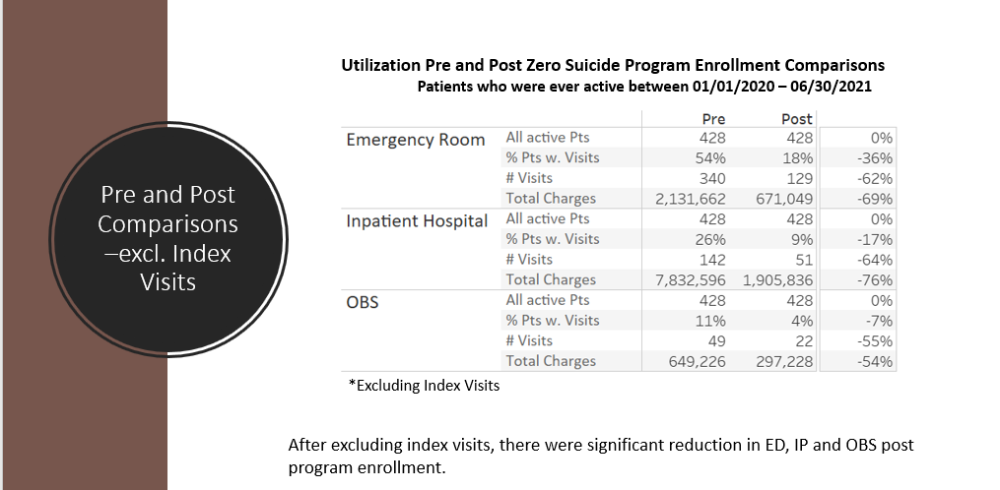 Pre and Post
Comparisons
–excl. Index
Visits
Utilization Pre and Post Zero Suicide Program Enrollment Comparisons
Patients who were ever active between 01/01/2020 – 06/30/2021
Pre Post
Emergency Room All active Pts 428 428 0%
% Pts w. Visits 54% 18% -36%
# Visits 340 129 -62%
Total Charges 2,131,662 671,049 -69%
Inpatient Hospital All active Pts 428 428 0%
% Pts w. Visits 26% 9% -17%
# Visits 142 51 -64%
Total Charges 7,832,596 1,905,836 -76%
OBS All active Pts 428 428 0%
% Pts w. Visits 11% 4% -7%
# Visits 49 22 -55%
Total Charges 649,226 297,228 -54%
*Excluding Index Visits
After excluding index visits, there were significant reduction in ED, IP and OBS post
program enrollment.